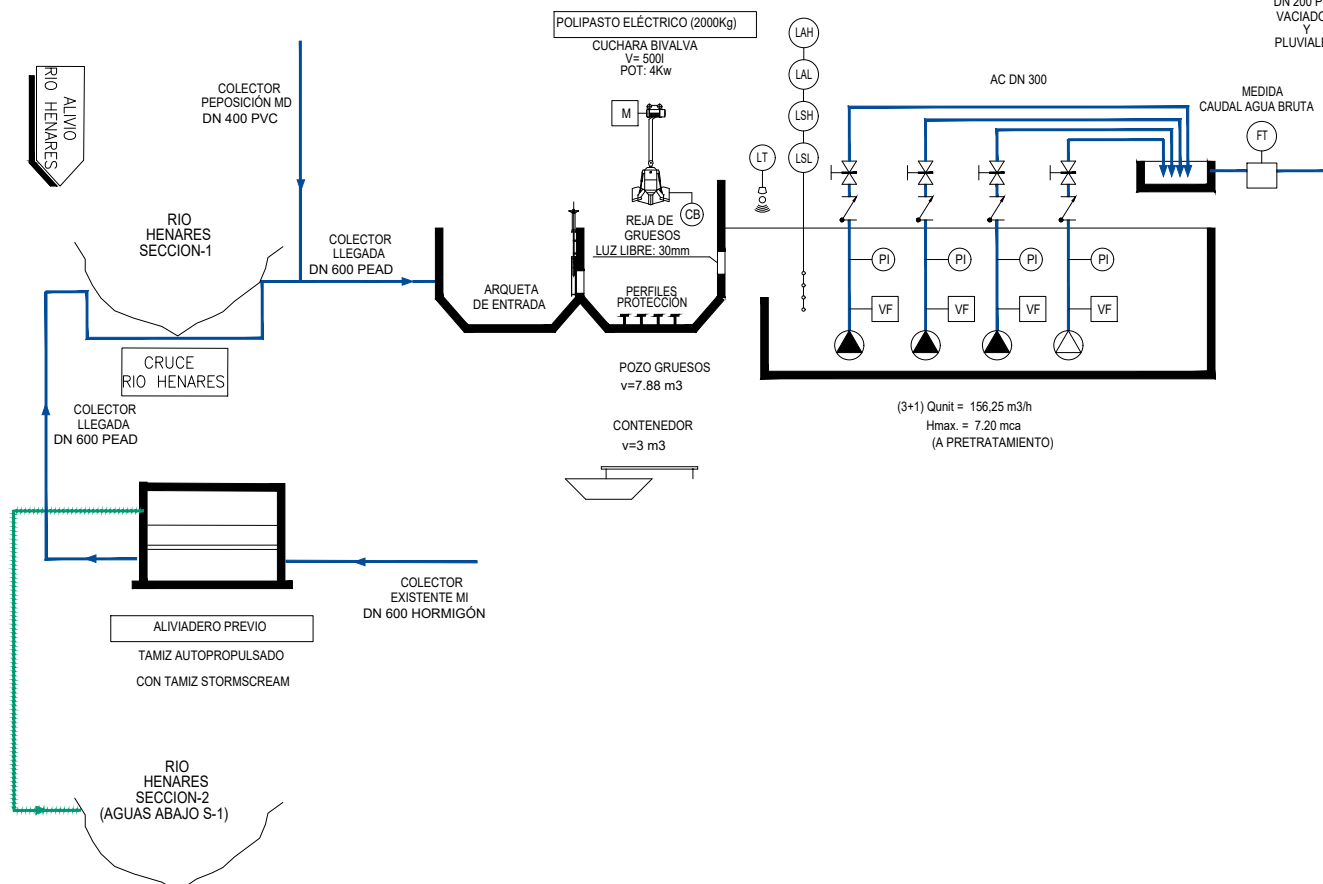 POLIPASTO ELÉCTRICO (2000Kg)
CUCHARA BIVALVA
V= 500l
POT: 4Kw
M
CB
REJA DE
GRUESOS
LUZ LIBRE: 30mm
PERFILES
PROTECCIÓN
ALIVIO
RIO HENARES
COLECTOR
PEPOSICIÓN MD
DN 400 PVC
RIO
HENARES
SECCION-1
COLECTOR
LLEGADA
DN 600 PEAD
ARQUETA
DE ENTRADA
CRUCE
RIO HENARES
COLECTOR
LLEGADA
DN 600 PEAD
POZO GRUESOS
v=7.88 m3
CONTENEDOR
v=3 m3
LAH
LAL
LSH
LSL
LT
AC DN 300
DN 200 P
VACIADO
Y
PLUVIALE
MEDIDA
CAUDAL AGUA BRUTA
FT
PI
PI
PI
PI
VF
VF
VF
VF
(3+1) Qunit = 156,25 m3/h
Hmax. = 7.20 mca
(A PRETRATAMIENTO)
COLECTOR
EXISTENTE MI
DN 600 HORMIGÓN
ALIVIADERO PREVIO
TAMIZ AUTOPROPULSADO
CON TAMIZ STORMSCREAM
RIO
HENARES
SECCION-2
(AGUAS ABAJO S-1)